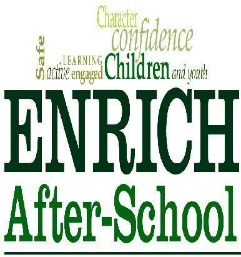 Character
confidence
Safe
LEARNING
active engaged Children and youth
ENRICH
After-School